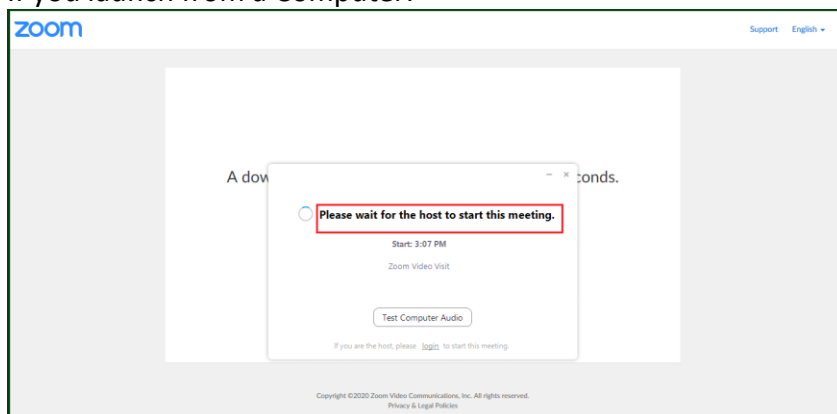 If you launch from a Computer:
zoom
Support English
A dow
conds.
Please wait for the host to start this meeting.
Start: 3:07 PM
Zoom Video Visit
Test Computer Audio
If you are the host, please login to start this meeting.
Copyright ©2020 Zoom Video Communications, Inc. All rights reserved.
Privacy & Legal Policies